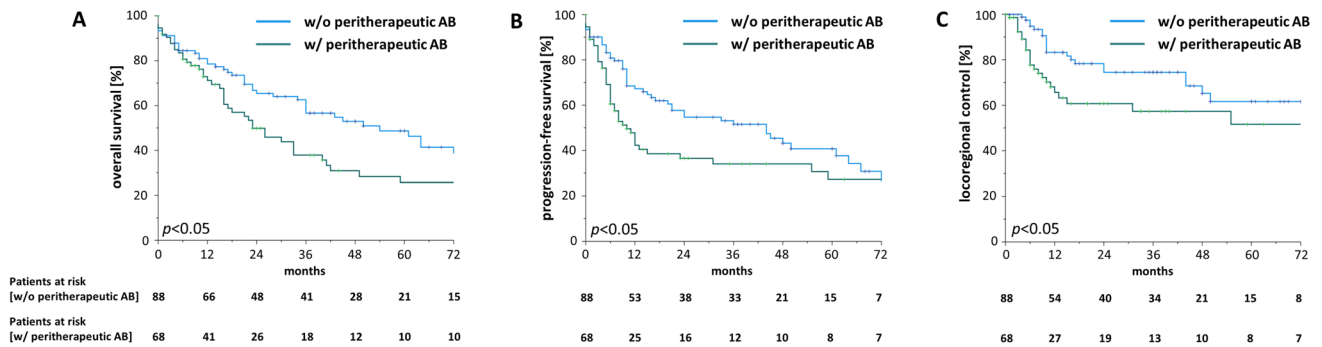 A
w/o peritherapeutic AB
w/ peritherapeutic AB
overall survival [%]
100
80
60
40
20
0
p<0.05
0 12 24 36 48 60 72
months
B
w/o peritherapeutic AB
w/ peritherapeutic AB
progression-free survival [%]
100
80
60
40
20
0
p<0.05
0 12 24 36 48 60 72
months
C
w/o peritherapeutic AB
w/ peritherapeutic AB
locoregional control [%]
100
80
60
40
20
0
p<0.05
0 12 24 36 48 60 72
months
Patients at risk
[w/o peritherapeutic AB] 88 66 48 41 28 21 15 88 53 38 33 21 15 7 88 54 40 34 21 15 8
Patients at risk
[w/ peritherapeutic AB] 68 41 26 18 12 10 10 68 25 16 12 10 8 7 68 27 19 13 10 8 7